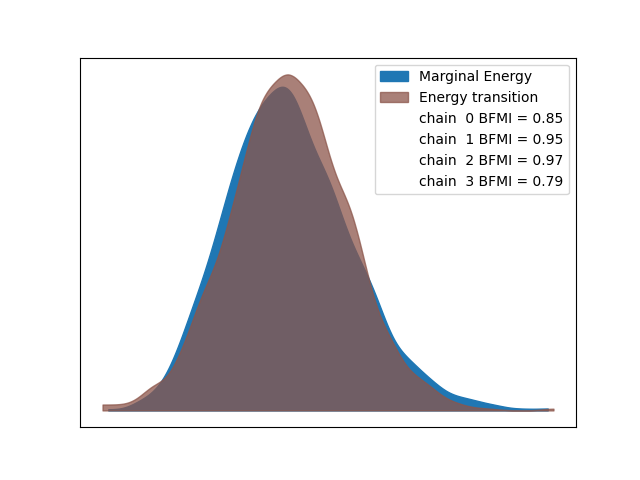 Marginal Energy
Energy transition
chain  0 BFMI = 0.85
chain  1 BFMI = 0.95
chain  2 BFMI = 0.97
chain  3 BFMI = 0.79